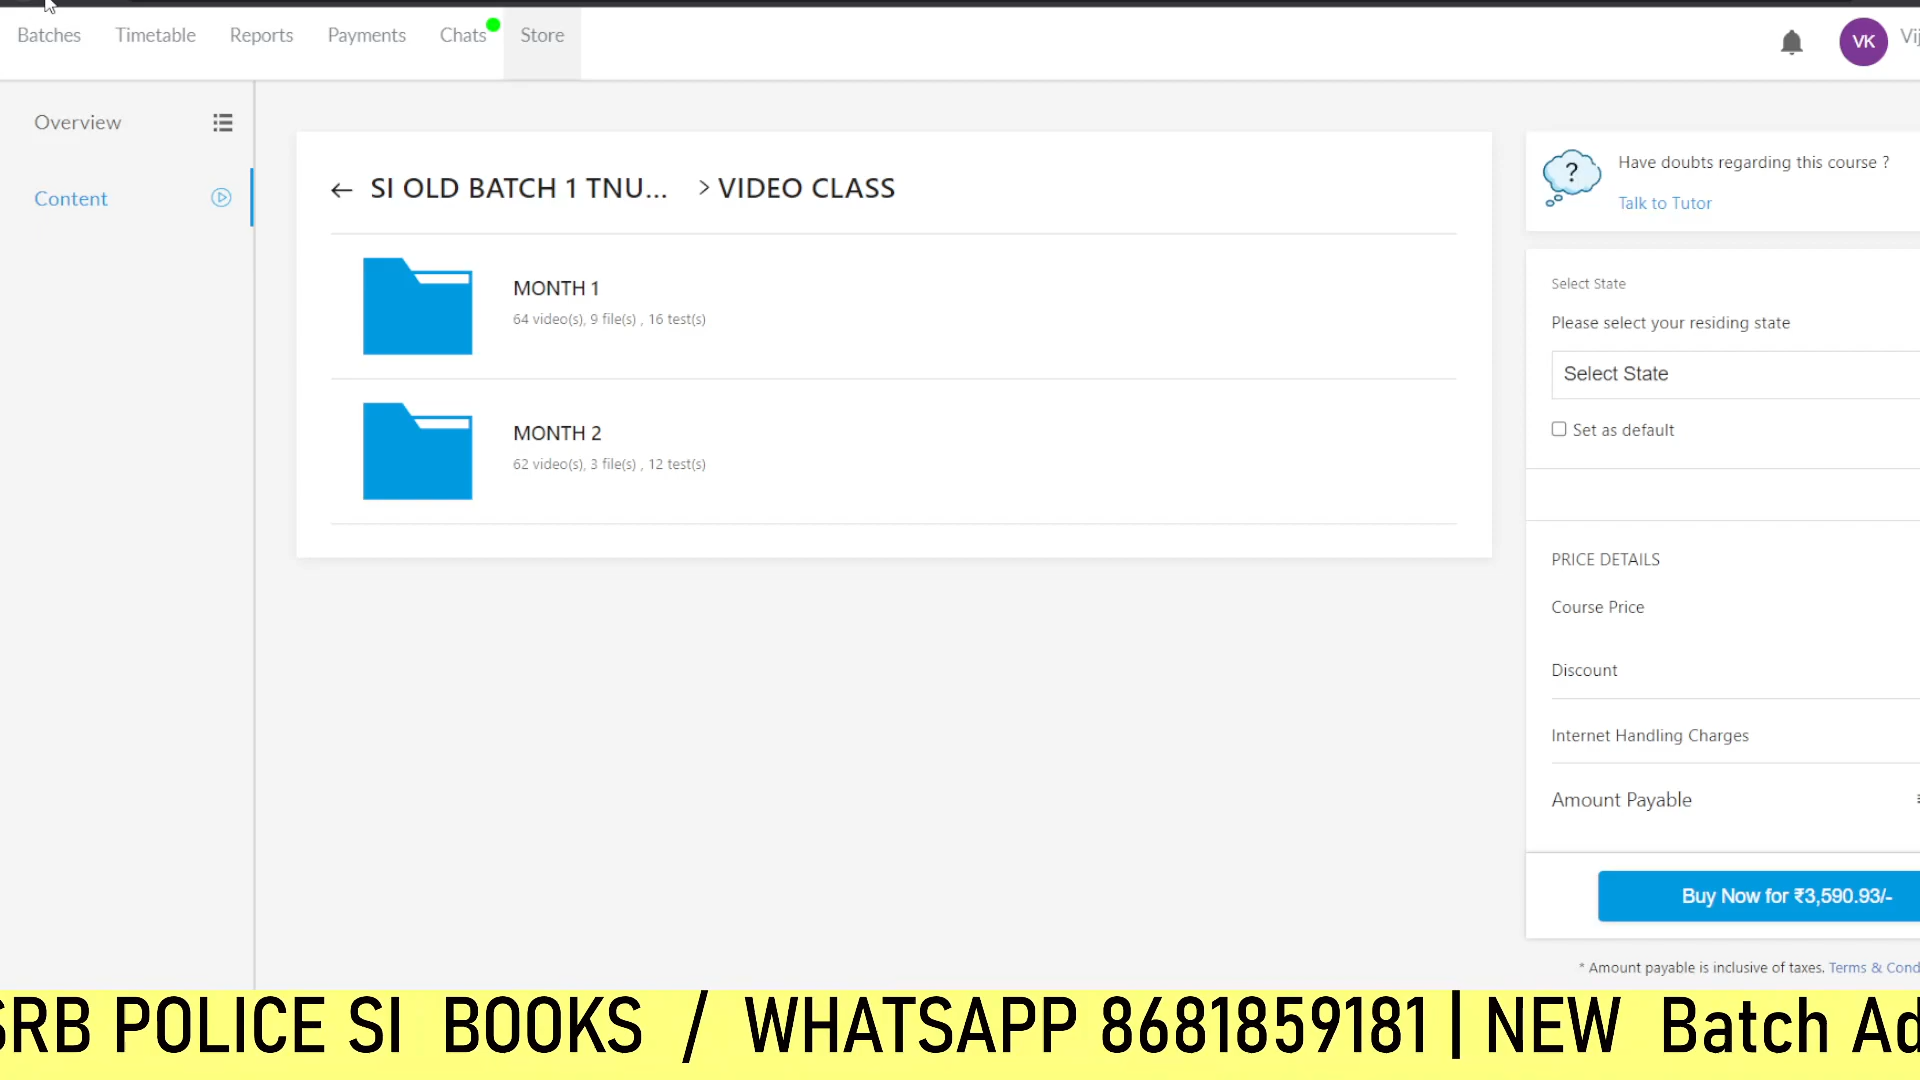 Batches Timetable Reports Payments Chats Store
VK
Overview
Content
← SI OLD BATCH 1 TNU... > VIDEO CLASS
MONTH 1
64 video(s), 9 file(s) , 16 test(s)
MONTH 2
62 video(s), 3 file(s) , 12 test(s)
?
Have doubts regarding this course ?
Talk to Tutor
Select State
Please select your residing state
Select State
Set as default
PRICE DETAILS
Course Price
Discount
Internet Handling Charges
Amount Payable
Buy Now for ₹3,590.93/-
* Amount payable is inclusive of taxes. Terms & Cond
SRB POLICE SI BOOKS / WHATSAPP 8681859181 | NEW Batch Ad